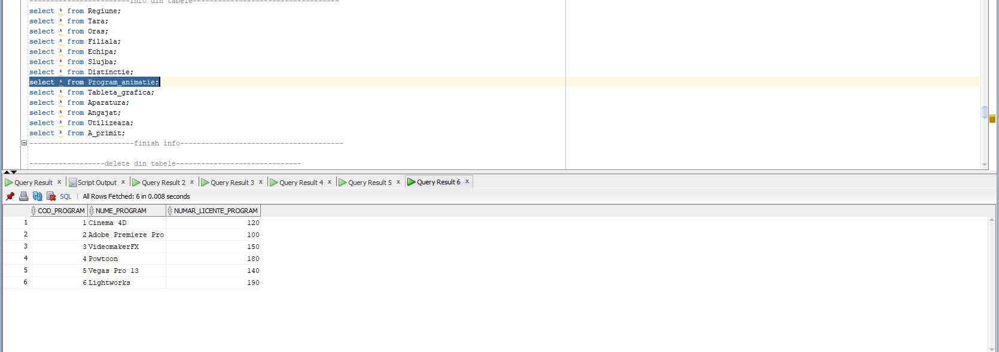 ------------------------info din tabele-----------------------------------
select * from Regiune;
select * from Tara;
select * from Oras;
select * from Filiala;
select * from Echipa;
select * from Slujba;
select * from Distinctie;
select * from Program_animatie;
select * from Tableta_grafica;
select * from Aparatura;
select * from Angajat;
select * from Utilizeaza;
select * from A_primit;
-------------------------finish info---------------------------------------

------------------delete din tabele------------------------------
Query Result x Script Output x Query Result 2 x Query Result 3 x Query Result 4 x Query Result 5 x Query Result 6 x
SQL | All Rows Fetched: 6 in 0.008 seconds
COD_PROGRAM NUME_PROGRAM NUMAR_LICENTE_PROGRAM
1 1 Cinema 4D 120
2 2 Adobe Premiere Pro 100
3 3 VideomakerFX 150
4 4 Powtoon 180
5 5 Vegas Pro 13 140
6 6 Lightworks 190